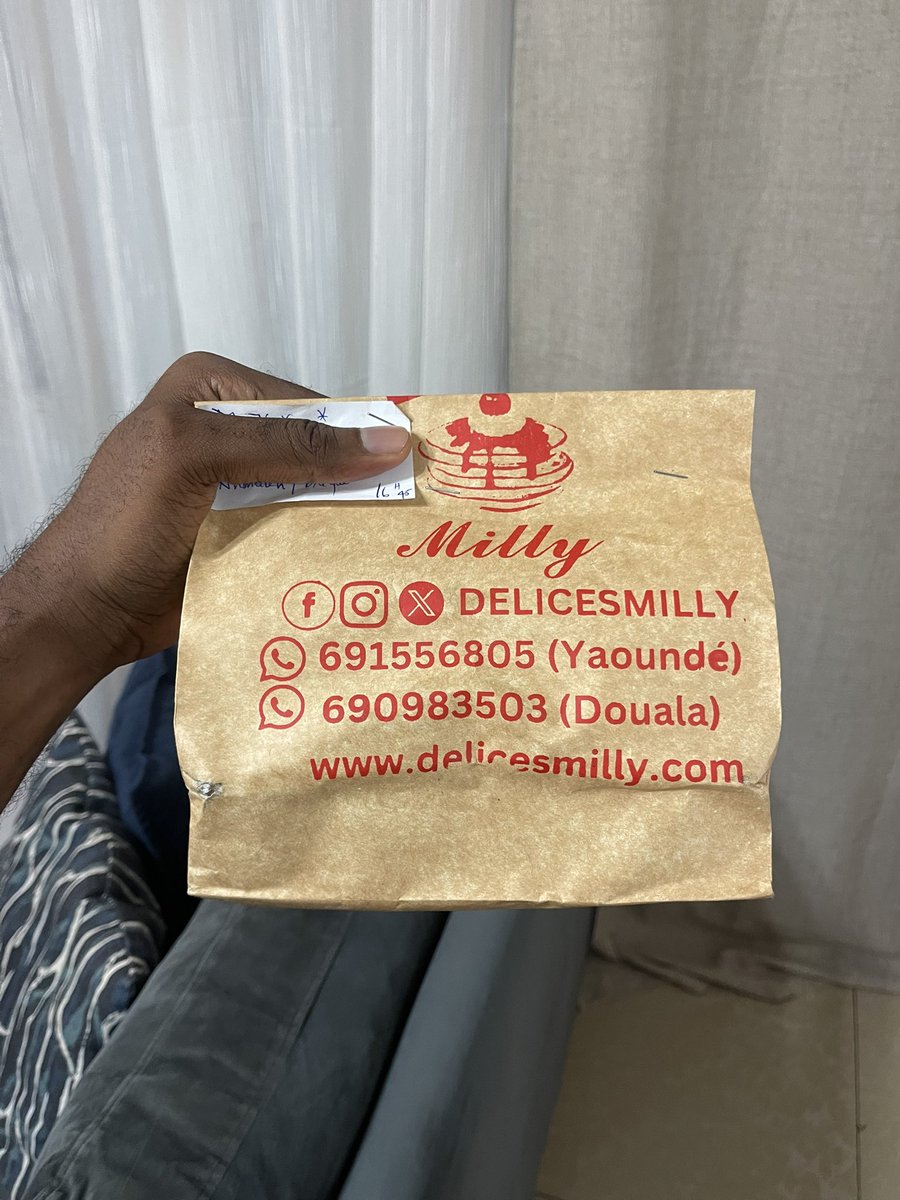 Milly
DELICESMILLY
691556805 (Yaoundé)
690983503 (Douala)
www.delicesmilly.com
16H45